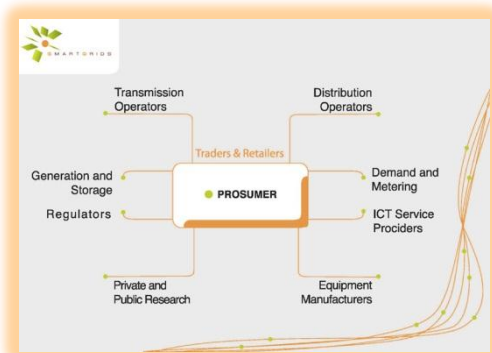 SMARTGRIDS
Transmission
Operators
Distribution
Operators
Traders & Retailers
Generation and
Storage
PROSUMER
Demand and
Metering
Regulators
ICT Service
Prociders
Private and
Public Research
Equipment
Manufacturers